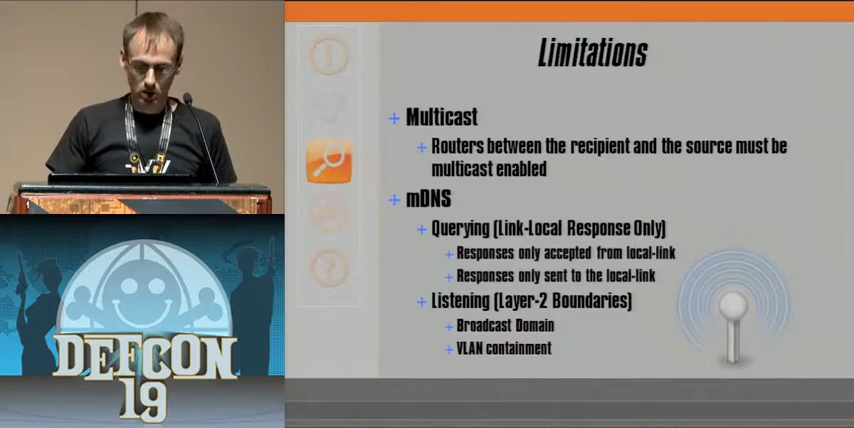 Limitations
Multicast
Routers between the recipient and the source must be
multicast enabled
mDNS
Querying (Link-Local Response Only)
Responses only accepted from local-link
Responses only sent to the local-link
Listening (Layer-2 Boundaries)
Broadcast Domain
VLAN containment
DEFCON
19